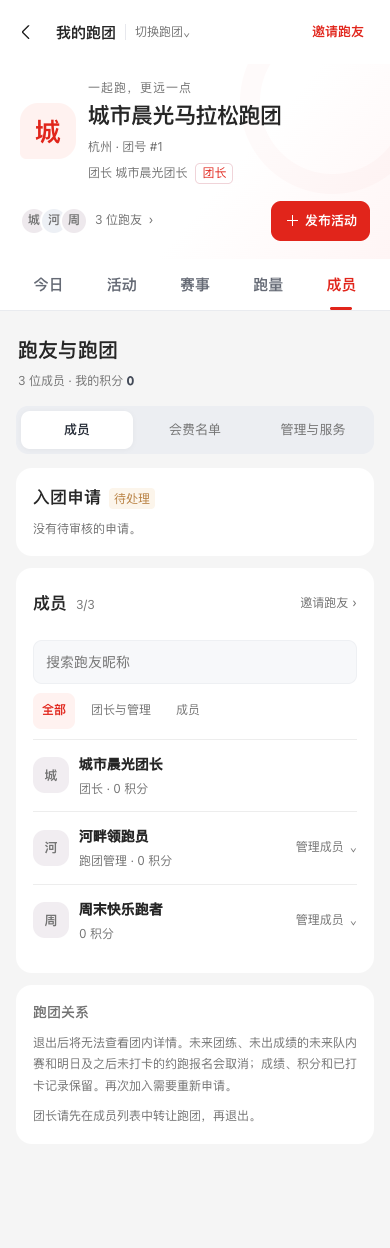 我的跑团 切换跑团 邀请跑友
一起跑，更远一点
城 城市晨光马拉松跑团
杭州 · 团号 #1
团长 城市晨光团长 团长
城 河 周 3 位跑友 › ＋ 发布活动
今日 活动 赛事 跑量 成员
跑友与跑团
3 位成员 · 我的积分 0
成员 会费名单 管理与服务
入团申请 待处理
没有待审核的申请。
成员 3/3 邀请跑友 ›
搜索跑友昵称
全部 团长与管理 成员
城 城市晨光团长
团长 · 0 积分
河 河畔领跑员
跑团管理 · 0 积分 管理成员
周 周末快乐跑者
0 积分 管理成员
跑团关系
退出后将无法查看团内详情。未来团练、未出成绩的未来队内
赛和明日及之后未打卡的约跑报名会取消；成绩、积分和已打
卡记录保留。再次加入需要重新申请。
团长请先在成员列表中转让跑团，再退出。